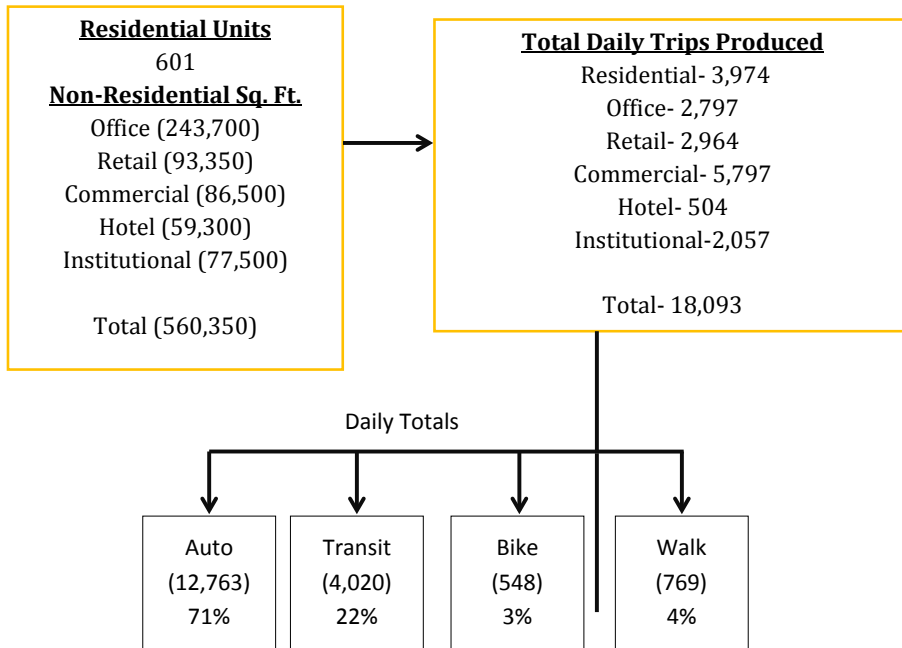 Residential Units
601
Non-Residential Sq. Ft.
Office (243,700)
Retail (93,350)
Commercial (86,500)
Hotel (59,300)
Institutional (77,500)
Total (560,350)
Total Daily Trips Produced
Residential- 3,974
Office- 2,797
Retail- 2,964
Commercial- 5,797
Hotel- 504
Institutional-2,057
Total- 18,093
Daily Totals
Auto
(12,763)
71%
Transit
(4,020)
22%
Bike
(548)
3%
Walk
(769)
4%